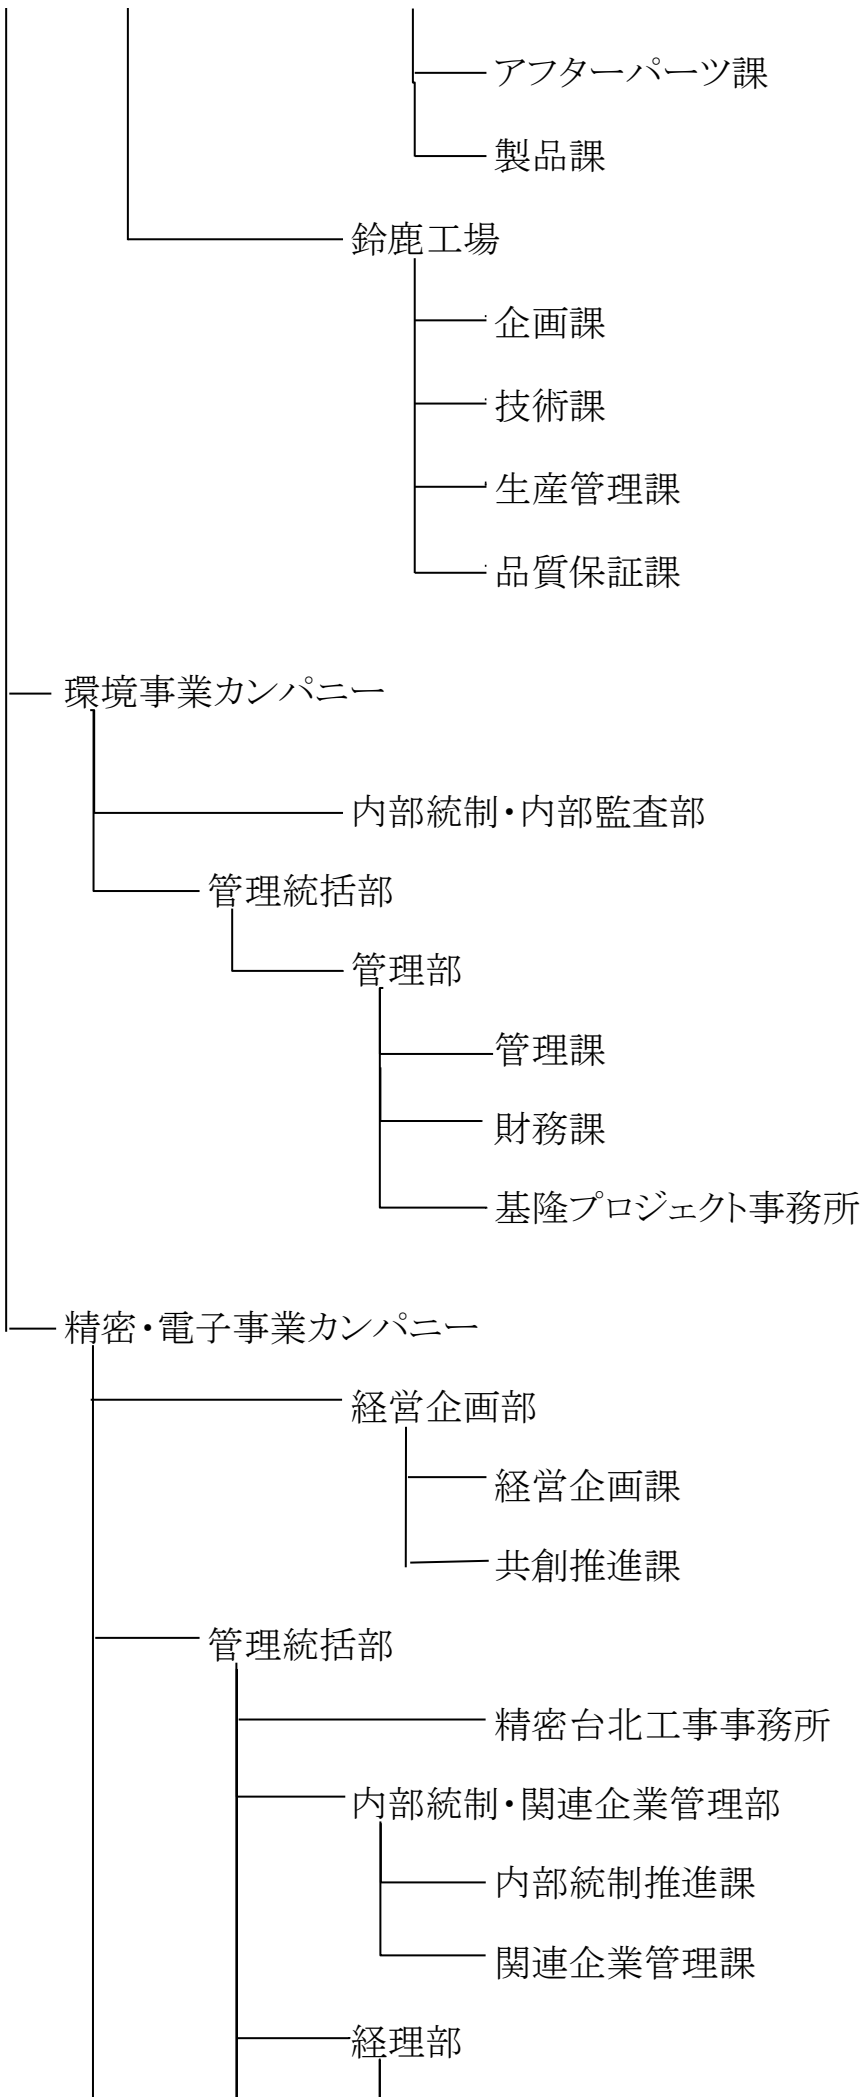 アフターパーツ課
製品課
鈴鹿工場
企画課
技術課
生産管理課
品質保証課
環境事業カンパニー
内部統制・内部監査部
管理統括部
管理部
管理課
財務課
基隆プロジェクト事務所
精密・電子事業カンパニー
経営企画部
経営企画課
共創推進課
管理統括部
精密台北工事事務所
内部統制・関連企業管理部
内部統制推進課
関連企業管理課
経理部